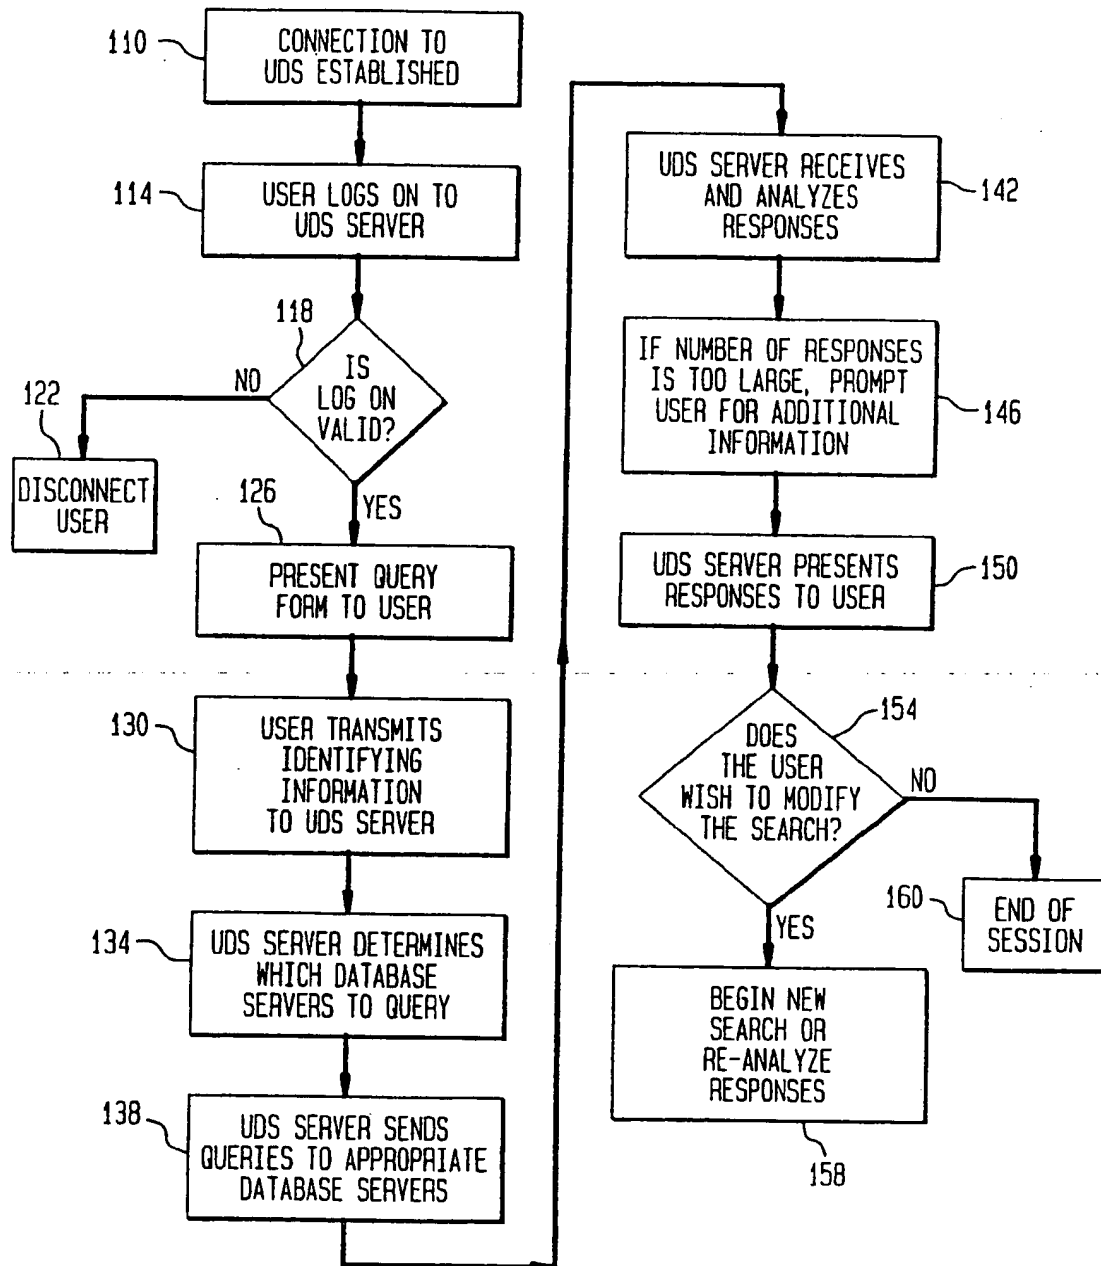 110
CONNECTION TO
UDS ESTABLISHED
114
USER LOGS ON TO
UDS SERVER
118
IS
LOG ON
VALID?
NO
122
DISCONNECT
USER
YES
126
PRESENT QUERY
FORM TO USER
130
USER TRANSMITS
IDENTIFYING
INFORMATION
TO UDS SERVER
134
UDS SERVER DETERMINES
WHICH DATABASE
SERVERS TO QUERY
138
UDS SERVER SENDS
QUERIES TO APPROPRIATE
DATABASE SERVERS
UDS SERVER RECEIVES
AND ANALYZES
RESPONSES
142
IF NUMBER OF RESPONSES
IS TOO LARGE, PROMPT
USER FOR ADDITIONAL
INFORMATION
146
UDS SERVER PRESENTS
RESPONSES TO USER
150
154
DOES
THE USER
WISH TO MODIFY
THE SEARCH?
NO
160
END OF
SESSION
YES
BEGIN NEW
SEARCH OR
RE-ANALYZE
RESPONSES
158